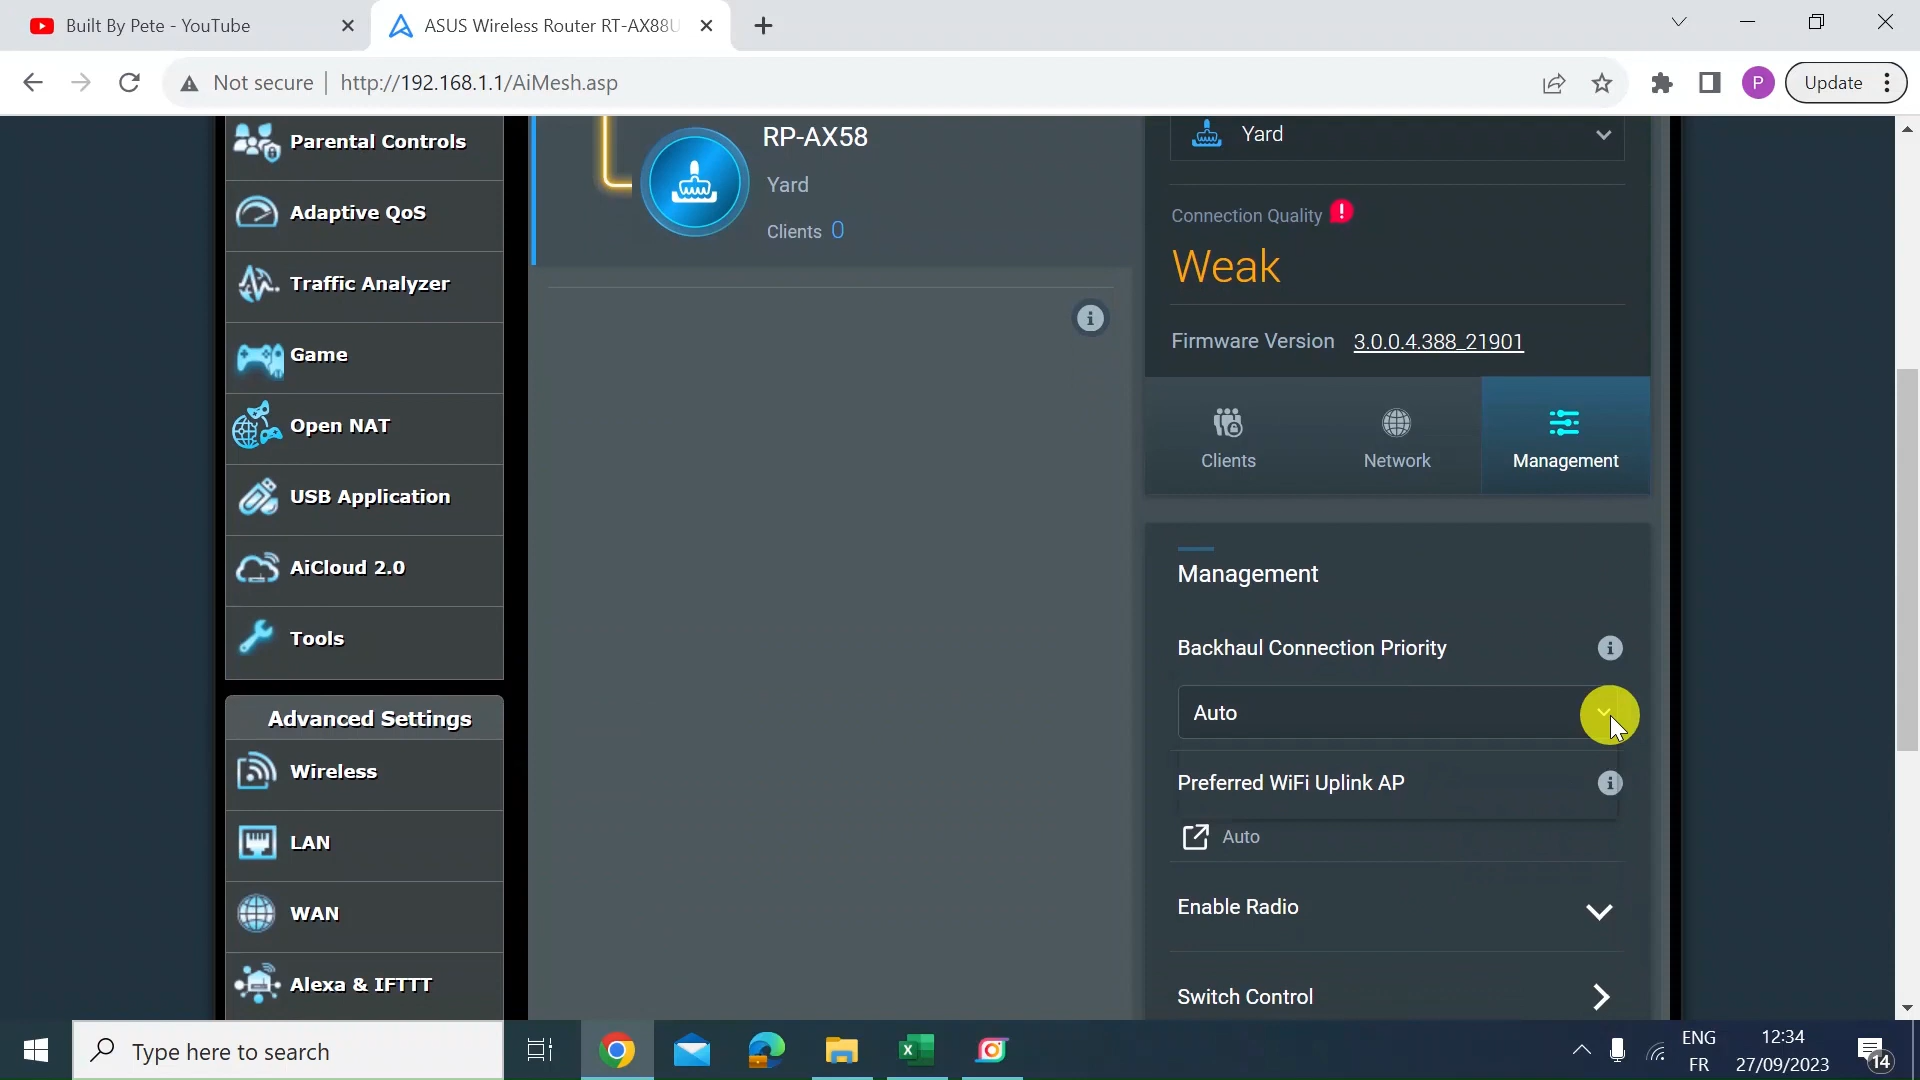 Built By Pete - YouTube
ASUS Wireless Router RT-AX88U
Not secure
http://192.168.1.1/AiMesh.asp
P
Update
Parental Controls
Adaptive QoS
Traffic Analyzer
Game
Open NAT
USB Application
AiCloud 2.0
Tools
Advanced Settings
Wireless
LAN
WAN
Alexa & IFTTT
RP-AX58
Yard
Clients 0
Yard
Connection Quality
Weak
Firmware Version 3.0.0.4.388_21901
Clients
Network
Management
Management
Backhaul Connection Priority
Auto
Preferred WiFi Uplink AP
Auto
Enable Radio
Switch Control
Type here to search
ENG
FR
12:34
27/09/2023
14